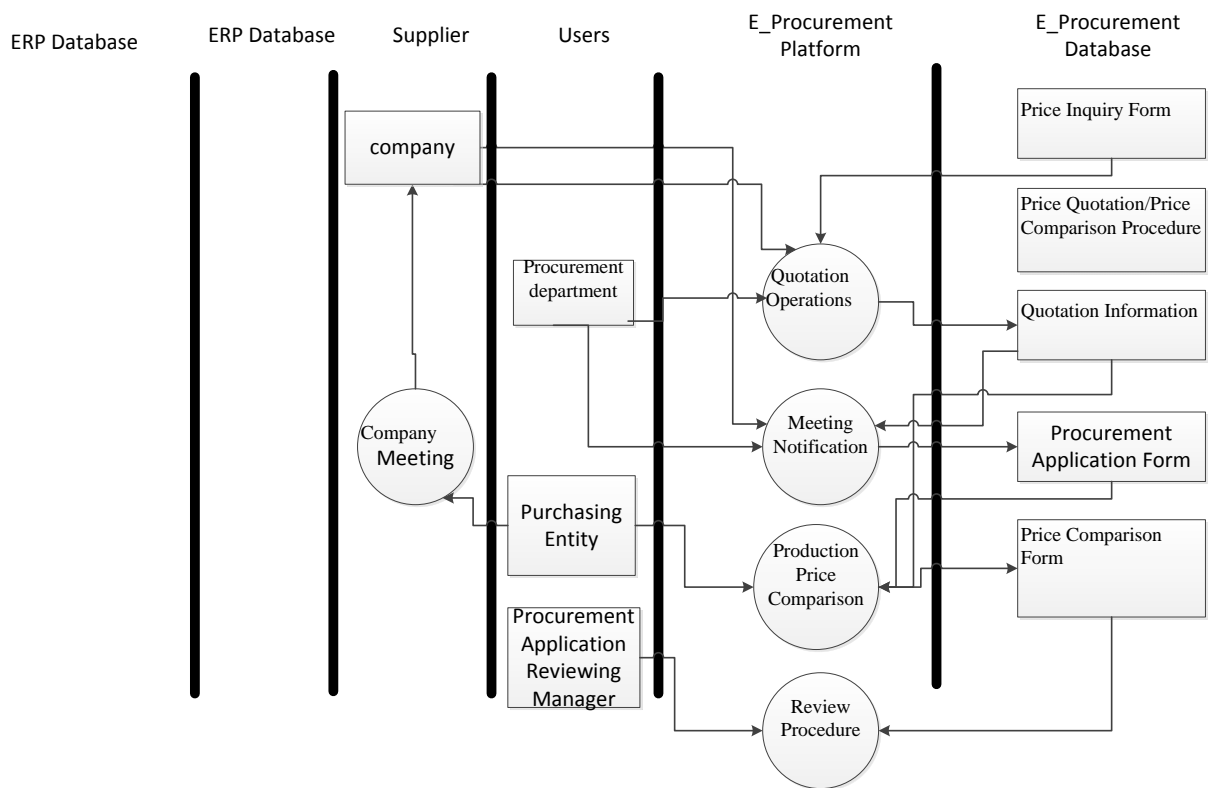 ERP Database
ERP Database
Supplier
Users
E_Procurement
Platform
E_Procurement
Database
company
Company
Meeting
Procurement
department
Purchasing
Entity
Procurement
Application
Reviewing
Manager
Quotation
Operations
Meeting
Notification
Production
Price
Comparison
Review
Procedure
Price Inquiry Form
Price Quotation/Price
Comparison Procedure
Quotation Information
Procurement
Application Form
Price Comparison
Form